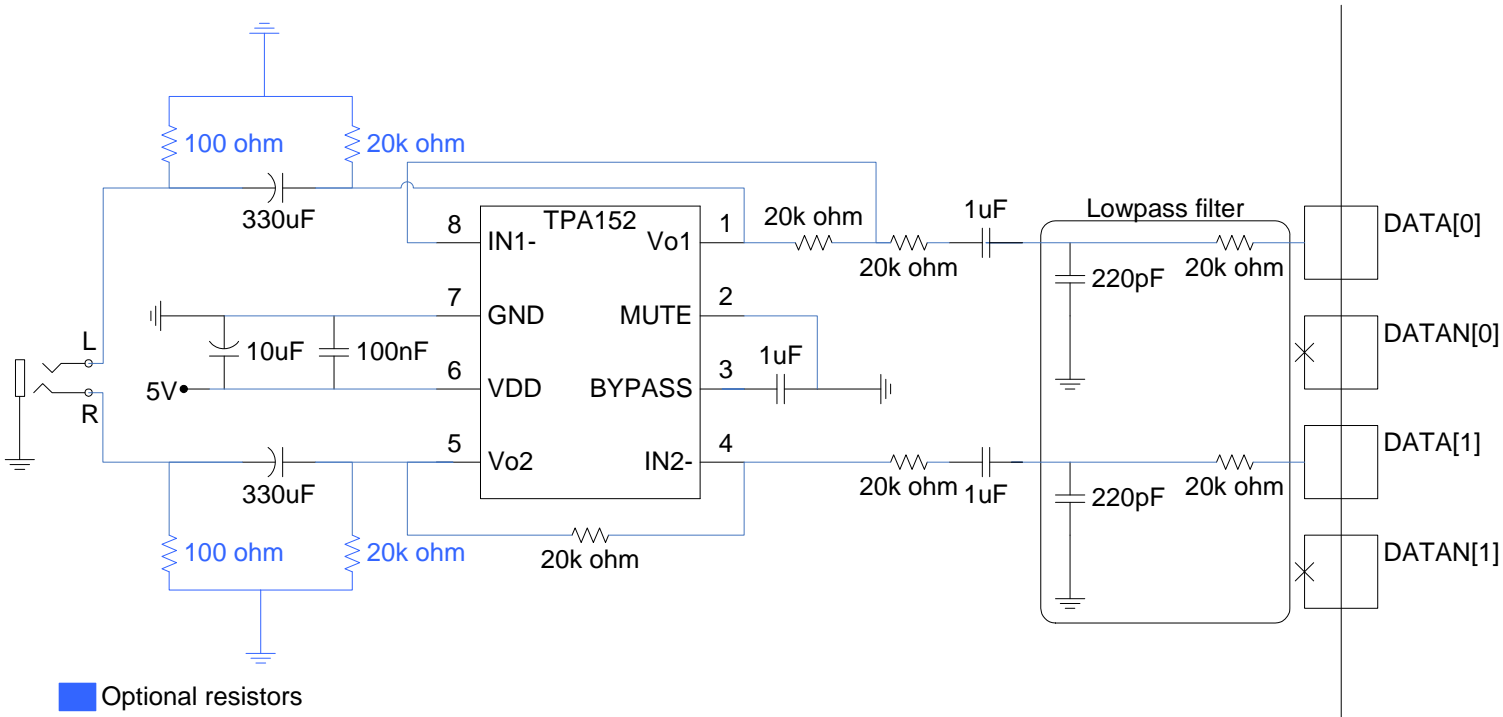 100 ohm
20k ohm
330uF
TPA152
8
IN1-
Vo1
1
20k ohm
20k ohm
1uF
Lowpass filter
220pF
20k ohm
DATA[0]
7
GND
MUTE
2
DATAN[0]
L
10uF
100nF
1uF
5V
6
VDD
BYPASS
3
R
5
Vo2
IN2-
4
330uF
20k ohm
1uF
220pF
20k ohm
DATA[1]
100 ohm
20k ohm
20k ohm
DATAN[1]
Optional resistors